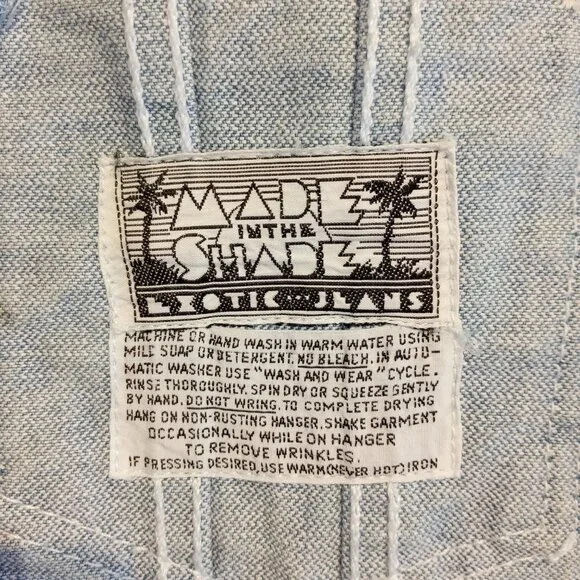 MADE
IN THE
SHADE
EXOTIC JEANS
MACHINE OR HAND WASH IN WARM WATER USING
MILD SOAP OR DETERGENT. NO BLEACH. IN AUTO-
MATIC WASHER USE "WASH AND WEAR" CYCLE.
RINSE THOROUGHLY. SPIN DRY OR SQUEEZE GENTLY
BY HAND. DO NOT WRING. TO COMPLETE DRYING
HANG ON NON-RUSTING HANGER. SHAKE GARMENT
OCCASIONALLY WHILE ON HANGER
TO REMOVE WRINKLES.
IF PRESSING DESIRED, USE WARM (NEVER HOT) IRON